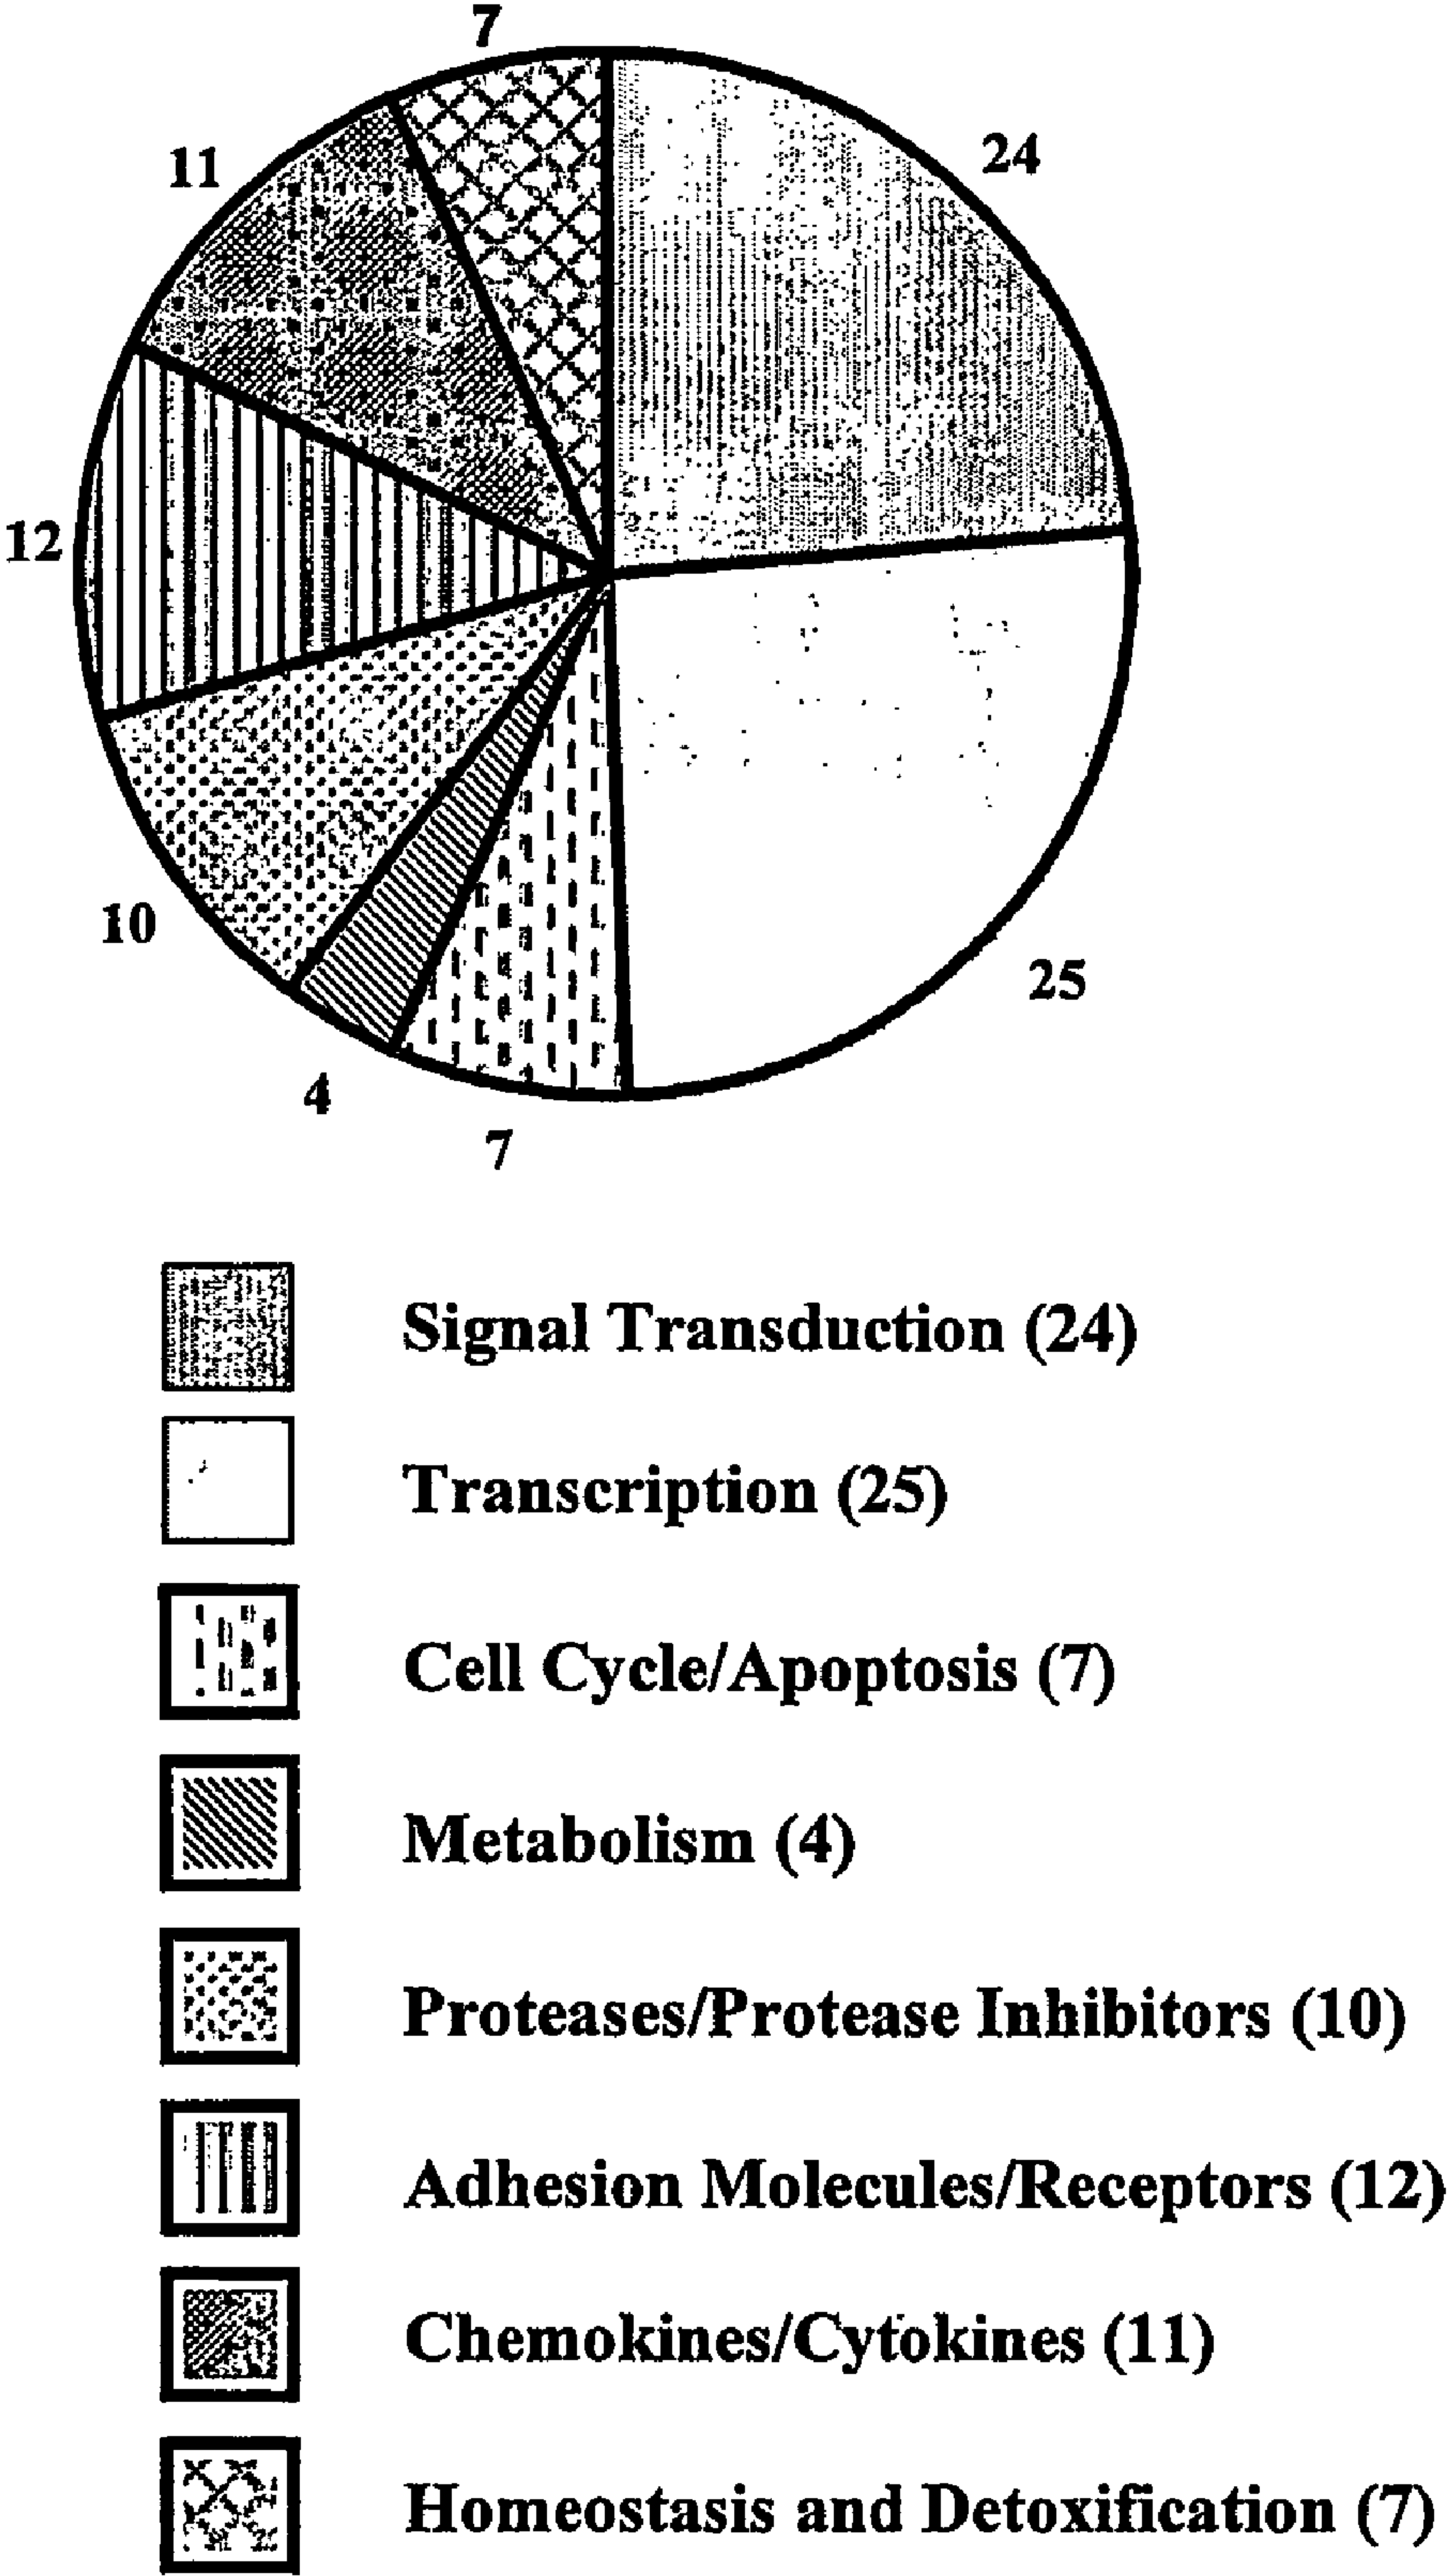 7
11
24
12
10
25
4
7
Signal Transduction (24)
Transcription (25)
Cell Cycle/Apoptosis (7)
Metabolism (4)
Proteases/Protease Inhibitors (10)
Adhesion Molecules/Receptors (12)
Chemokines/Cytokines (11)
Homeostasis and Detoxification (7)